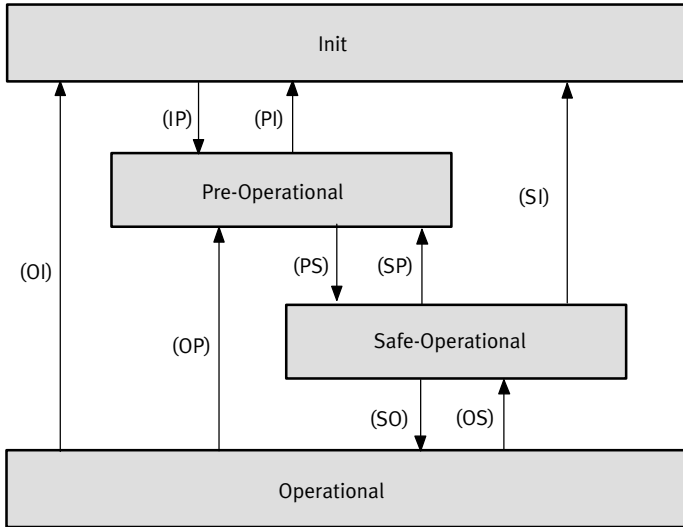 Init
(IP)
(PI)
Pre-Operational
(SI)
(OI)
(PS)
(SP)
(OP)
Safe-Operational
(SO)
(OS)
Operational